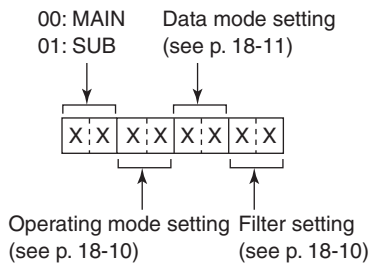 00: MAIN
01: SUB
Data mode setting
(see p. 18-11)
X X X X X X X X
Operating mode setting
(see p. 18-10)
Filter setting
(see p. 18-10)